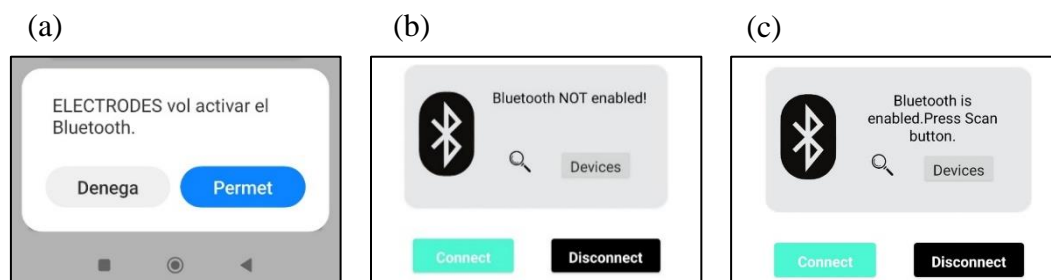 (a)
(b)
(c)
ELECTRODES vol activar el
Bluetooth.
Denega
Permet
Bluetooth NOT enabled!
Devices
Connect
Disconnect
Bluetooth is
enabled.Press Scan
button.
Devices
Connect
Disconnect